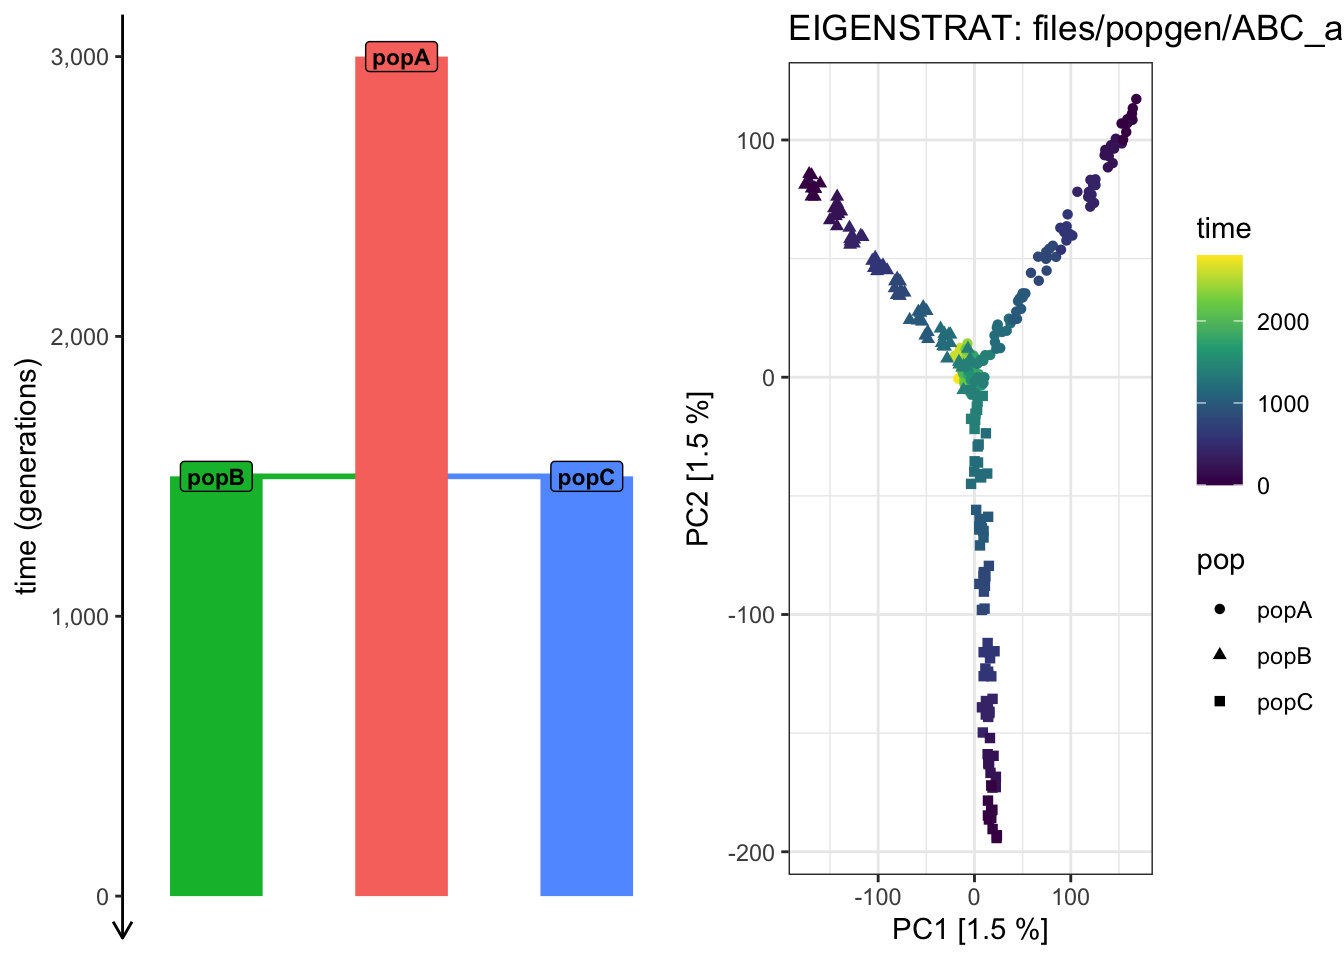 time (generations)
3,000
2,000
1,000
0
popA
popB
popC
EIGENSTRAT: files/popgen/ABC_a
PC2 [1.5 %]
100
0
-100
-200
-100
0
100
PC1 [1.5 %]
time
2000
1000
0
pop
popA
popB
popC